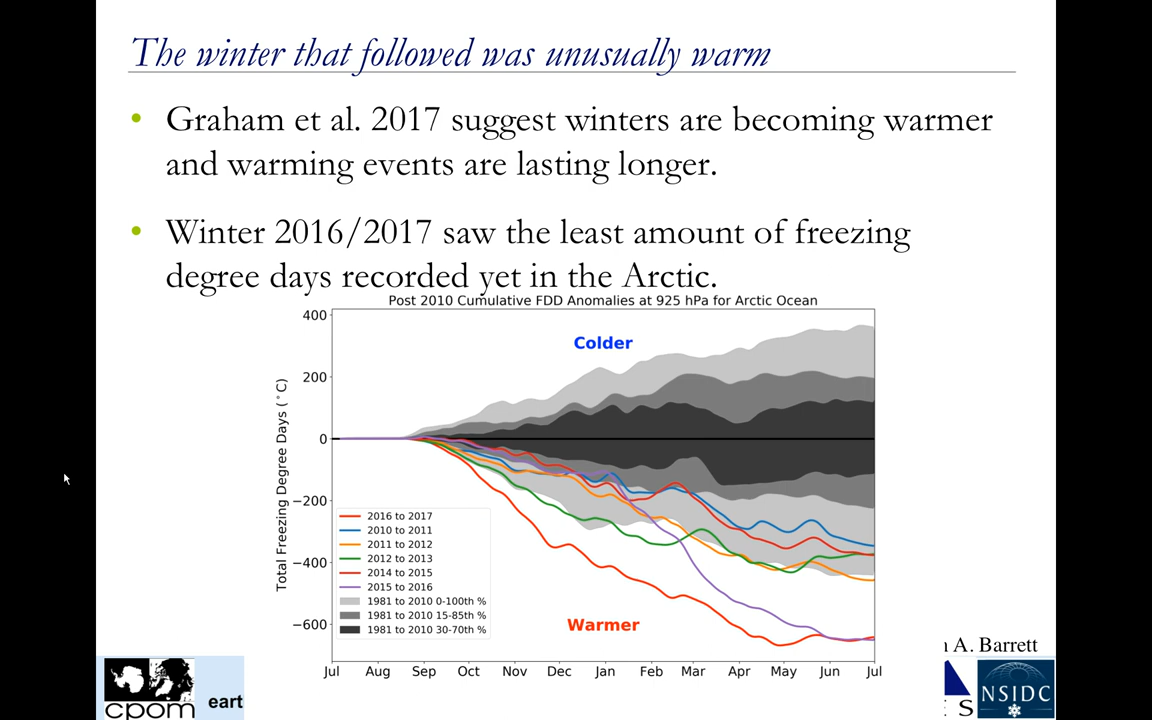 The winter that followed was unusually warm
• Graham et al. 2017 suggest winters are becoming warmer
and warming events are lasting longer.
• Winter 2016/2017 saw the least amount of freezing
degree days recorded yet in the Arctic.
Post 2010 Cumulative FDD Anomalies at 925 hPa for Arctic Ocean
Total Freezing Degree Days (°C)
400
200
0
−200
−400
−600
Colder
Warmer
2016 to 2017
2010 to 2011
2011 to 2012
2012 to 2013
2014 to 2015
2015 to 2016
1981 to 2010 0-100th %
1981 to 2010 15-85th %
1981 to 2010 30-70th %
Jul Aug Sep Oct Nov Dec Jan Feb Mar Apr May Jun Jul
A. Barrett
cpom
eart
S
NSIDC